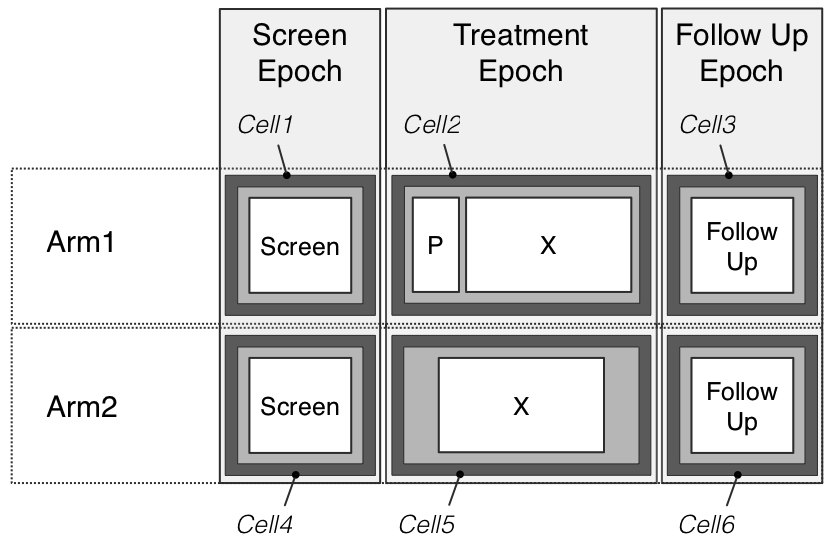 Screen
Epoch
Treatment
Epoch
Follow Up
Epoch
Cell1
Cell2
Cell3
Arm1
Screen
P
X
Follow
Up
Arm2
Screen
X
Follow
Up
Cell4
Cell5
Cell6